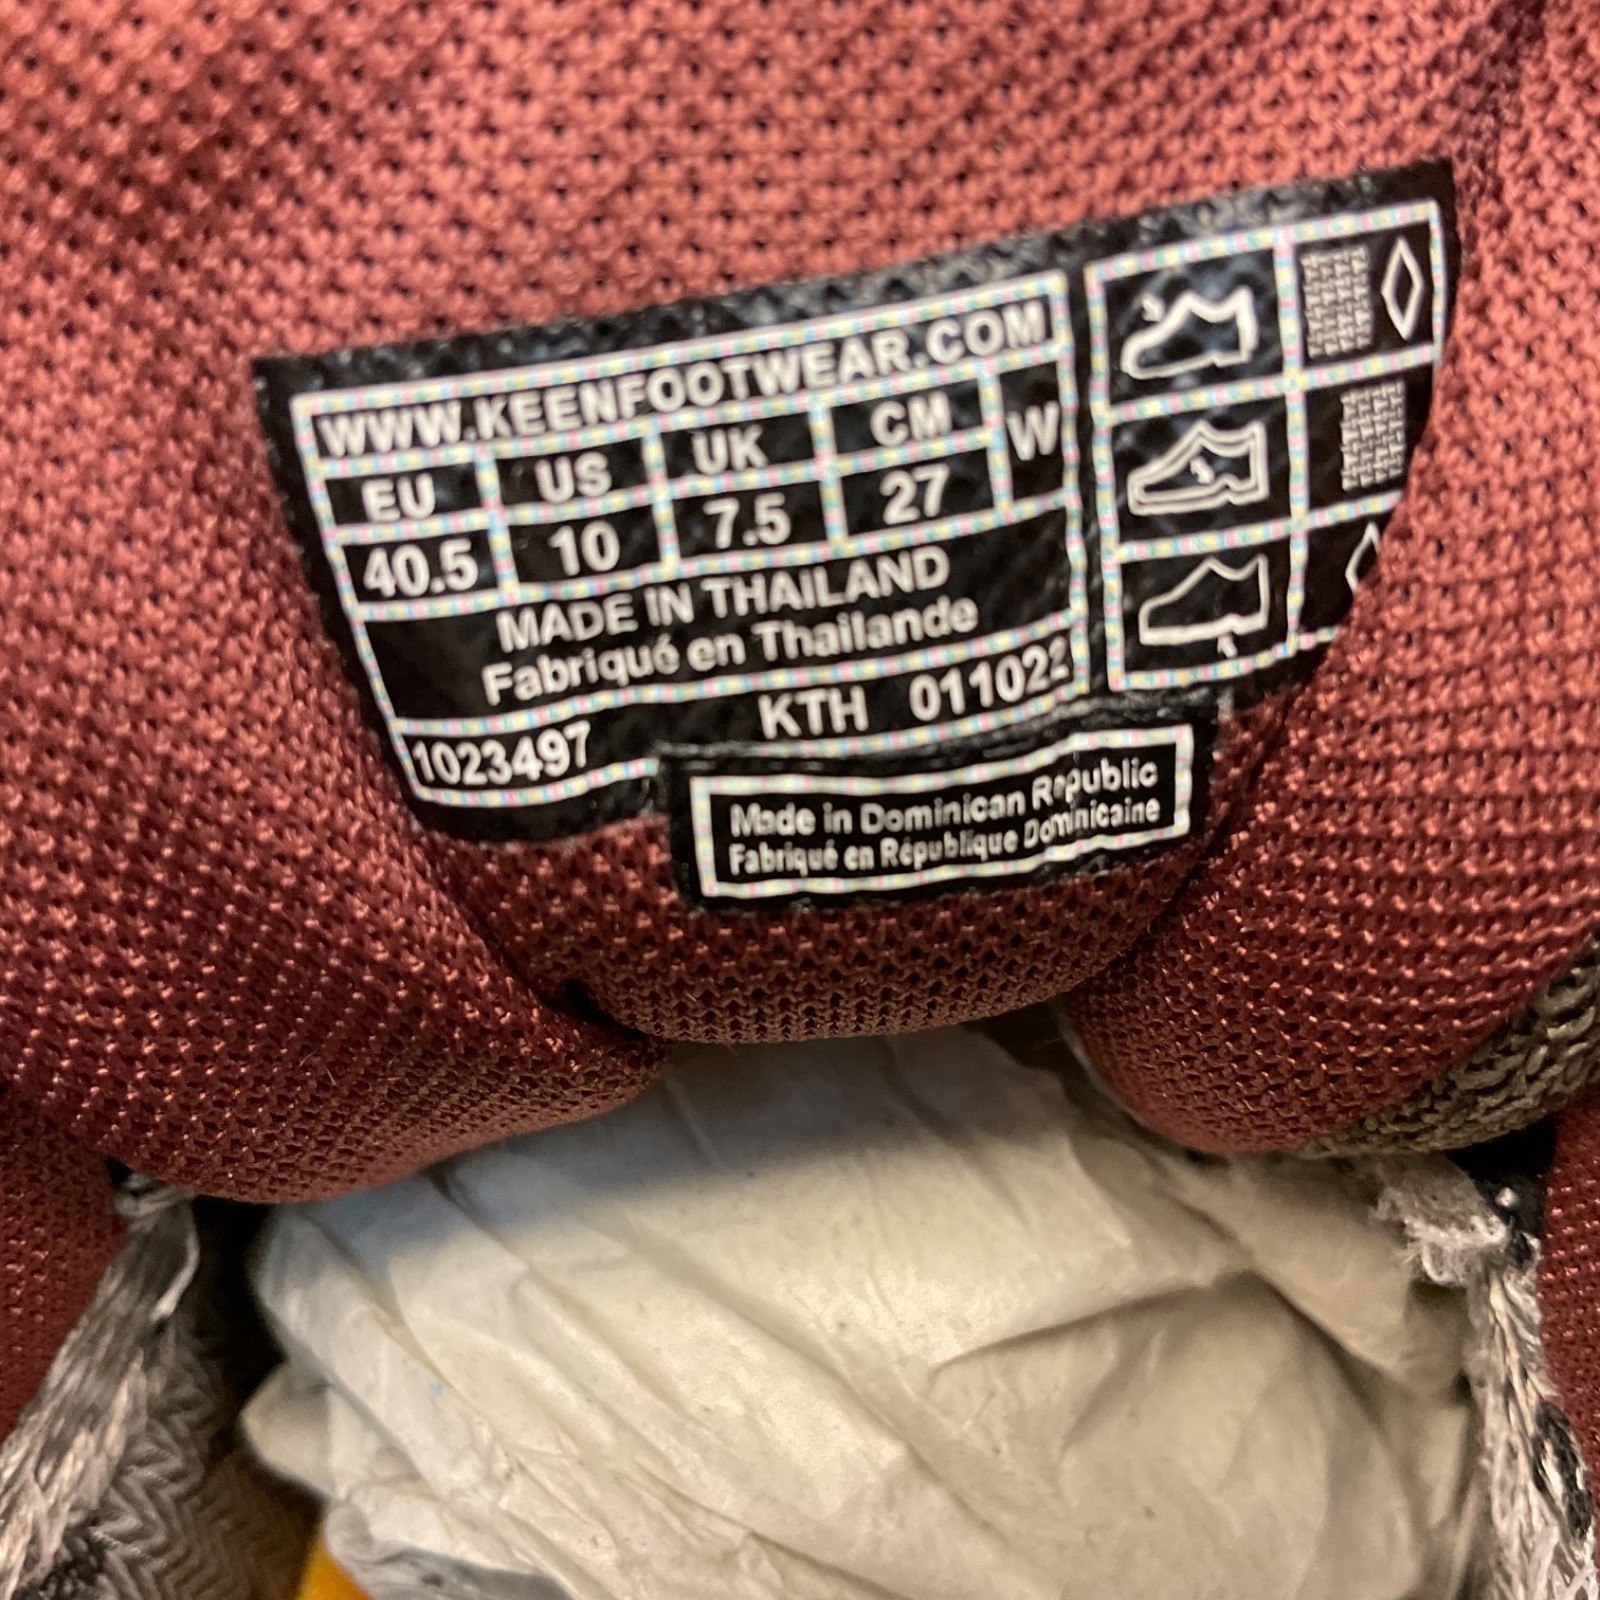 WWW.KEENFOOTWEAR.COM
EU US UK CM W
40.5 10 7.5 27
MADE IN THAILAND
Fabriqué en Thailande
1023497 KTH 011022
Made in Dominican Republic
Fabriqué en République Dominicaine